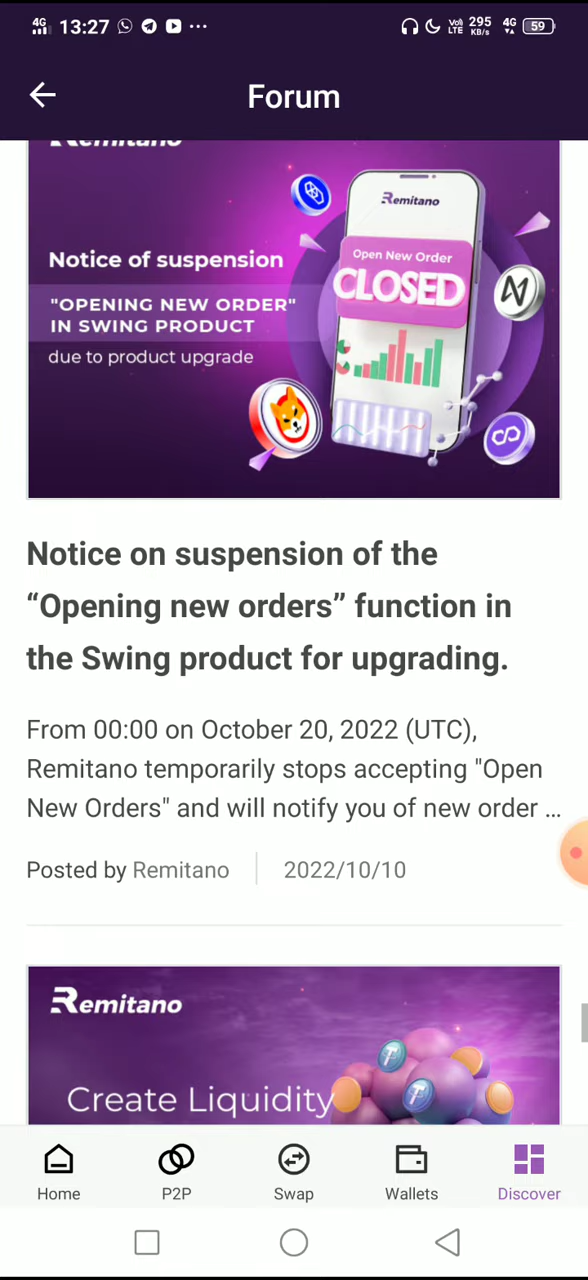 4G 13:27 ... Vo)) LTE 295 KB/s 4G 59
Forum
Remitano
Remitano
Notice of suspension
Open New Order
CLOSED
"OPENING NEW ORDER"
IN SWING PRODUCT
due to product upgrade
Notice on suspension of the
“Opening new orders” function in
the Swing product for upgrading.
From 00:00 on October 20, 2022 (UTC),
Remitano temporarily stops accepting "Open
New Orders" and will notify you of new order ...
Posted by Remitano 2022/10/10
Remitano
Create Liquidity
Home P2P Swap Wallets Discover